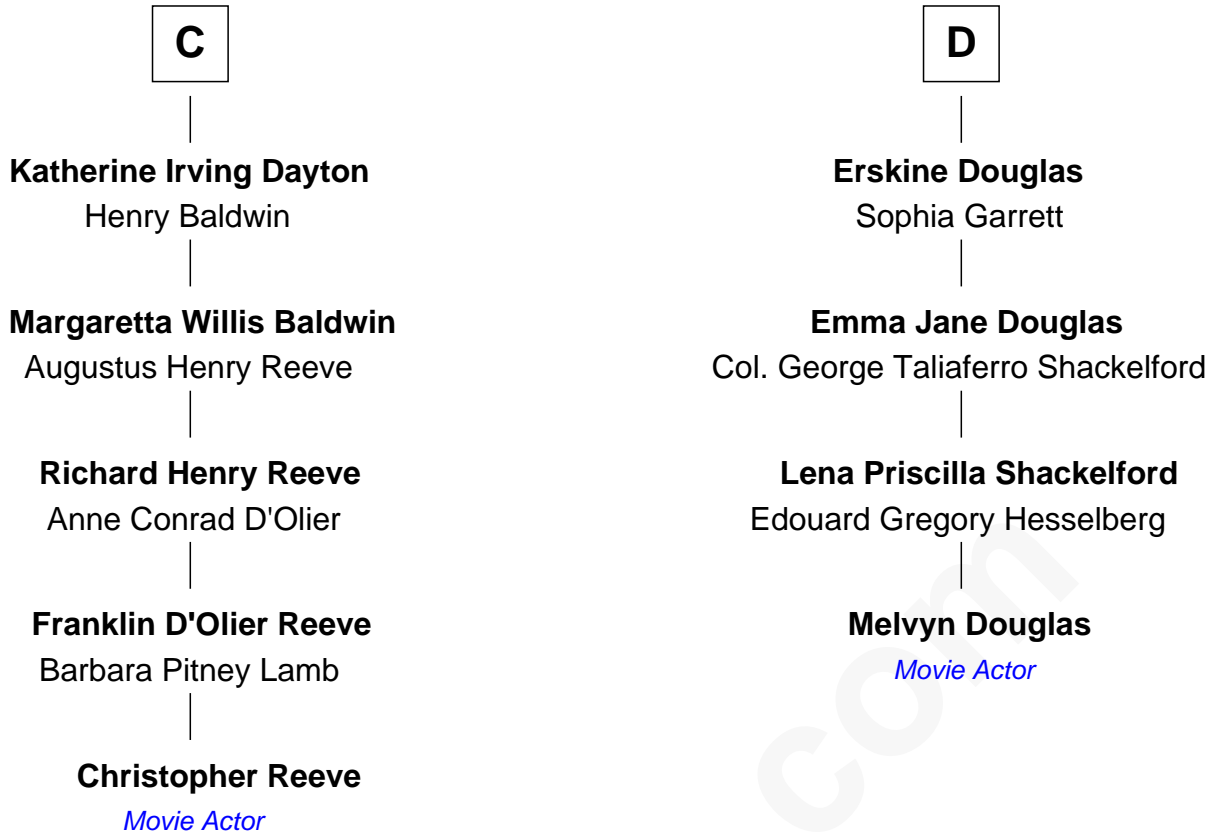 C
Katherine Irving Dayton
Henry Baldwin
Margaretta Willis Baldwin
Augustus Henry Reeve
Richard Henry Reeve
Anne Conrad D'Olier
Franklin D'Olier Reeve
Barbara Pitney Lamb
Christopher Reeve
Movie Actor
D
Erskine Douglas
Sophia Garrett
Emma Jane Douglas
Col. George Taliaferro Shackelford
Lena Priscilla Shackelford
Edouard Gregory Hesselberg
Melvyn Douglas
Movie Actor
com